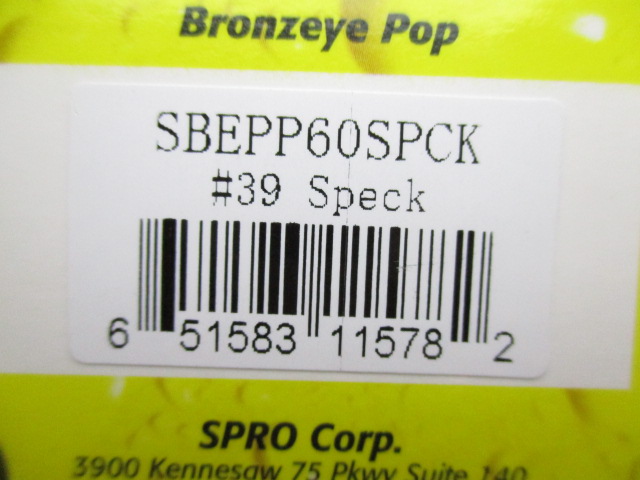 Bronzeye Pop
SBEPP60SPCK
#39 Speck
6 51583 11578 2
SPRO Corp.
3900 Kennesaw 75 Pkwy Suite 140